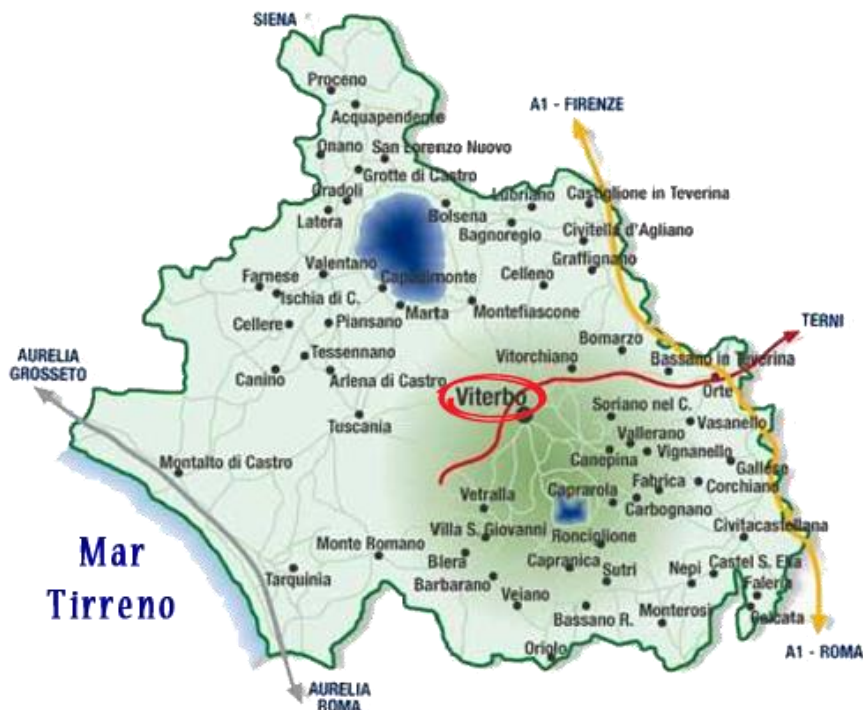 SIENA
Proceno
Acquapendente
A1 - FIRENZE
Onano
San Lorenzo Nuovo
Grotte di Castro
Gradoli
Latera
Bolsena
Lubriano
Castiglione in Teverina
Bagnoregio
Civitella d'Agliano
Graffignano
Valentano
Farnese
Capodimonte
Celleno
Ischia di C.
Marta
Montefiascone
Cellere
Piansano
TERNI
Bomarzo
AURELIA
GROSSETO
Tessennano
Vitorchiano
Bassano in Teverina
Canino
Arlena di Castro
Viterbo
Orte
Tuscania
Soriano nel C.
Vasanello
Vallerano
Vignanello
Canepina
Gallese
Montalto di Castro
Vetralla
Caprarola
Fabrica
Corchiano
Carbognano
Villa S. Giovanni
Ronciglione
Civitacastellana
Mar
Tirreno
Monte Romano
Blera
Capranica
Tarquinia
Barbarano
Sutri
Nepi
Castel S. Elia
Faleria
Veiano
Bassano R.
Monterosi
Calcata
Oriolo
A1 - ROMA
AURELIA
ROMA